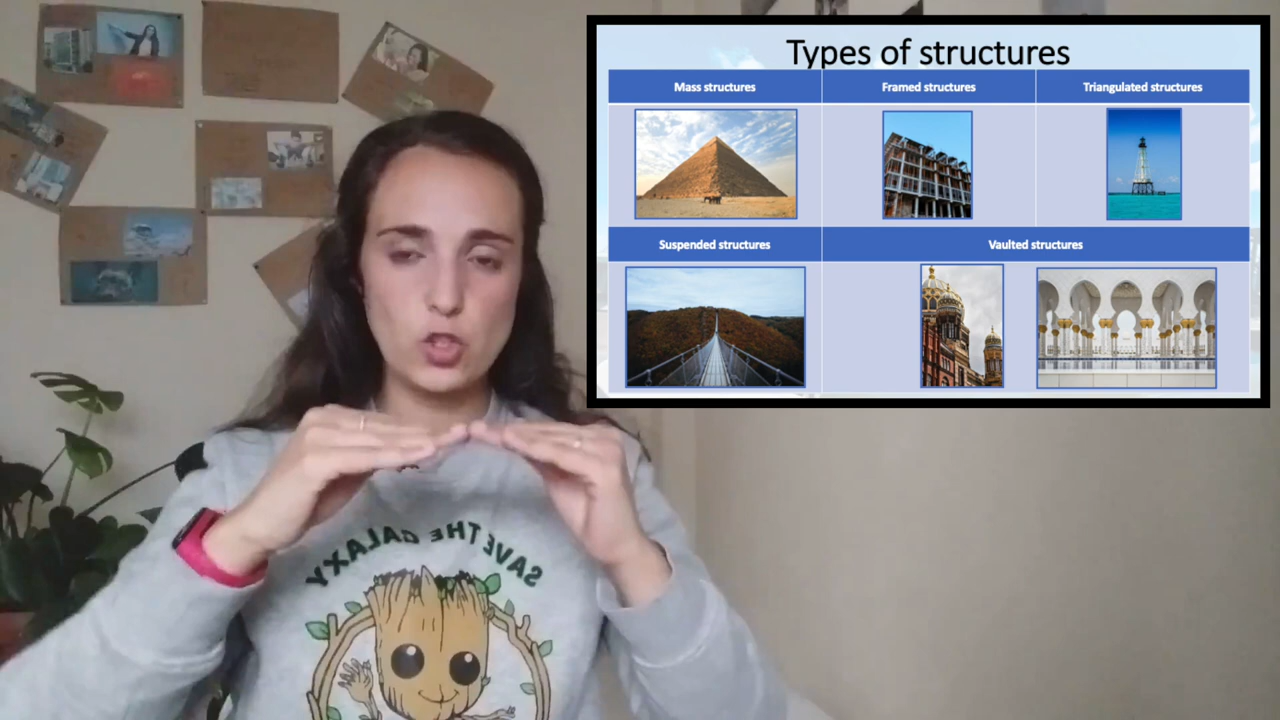 Types of structures
Mass structures
Framed structures
Triangulated structures
Suspended structures
Vaulted structures
SAVE THE GALAXY